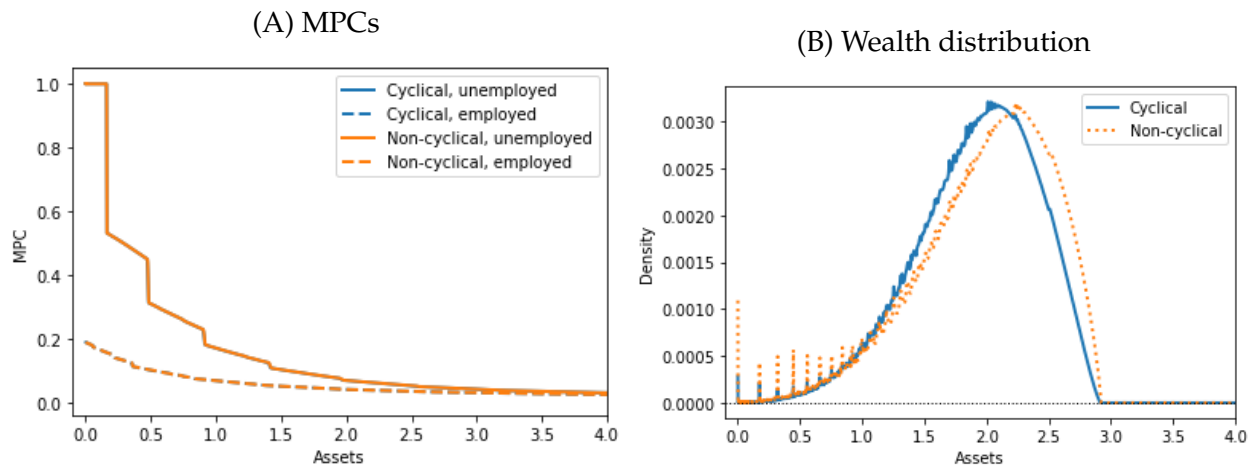 (A) MPCs
1.0
0.8
0.6
0.4
0.2
0.0
MPC
Cyclical, unemployed
Cyclical, employed
Non-cyclical, unemployed
Non-cyclical, employed
0.0 0.5 1.0 1.5 2.0 2.5 3.0 3.5 4.0
Assets
(B) Wealth distribution
0.0030
0.0025
0.0020
0.0015
0.0010
0.0005
0.0000
Density
Cyclical
Non-cyclical
0.0 0.5 1.0 1.5 2.0 2.5 3.0 3.5 4.0
Assets